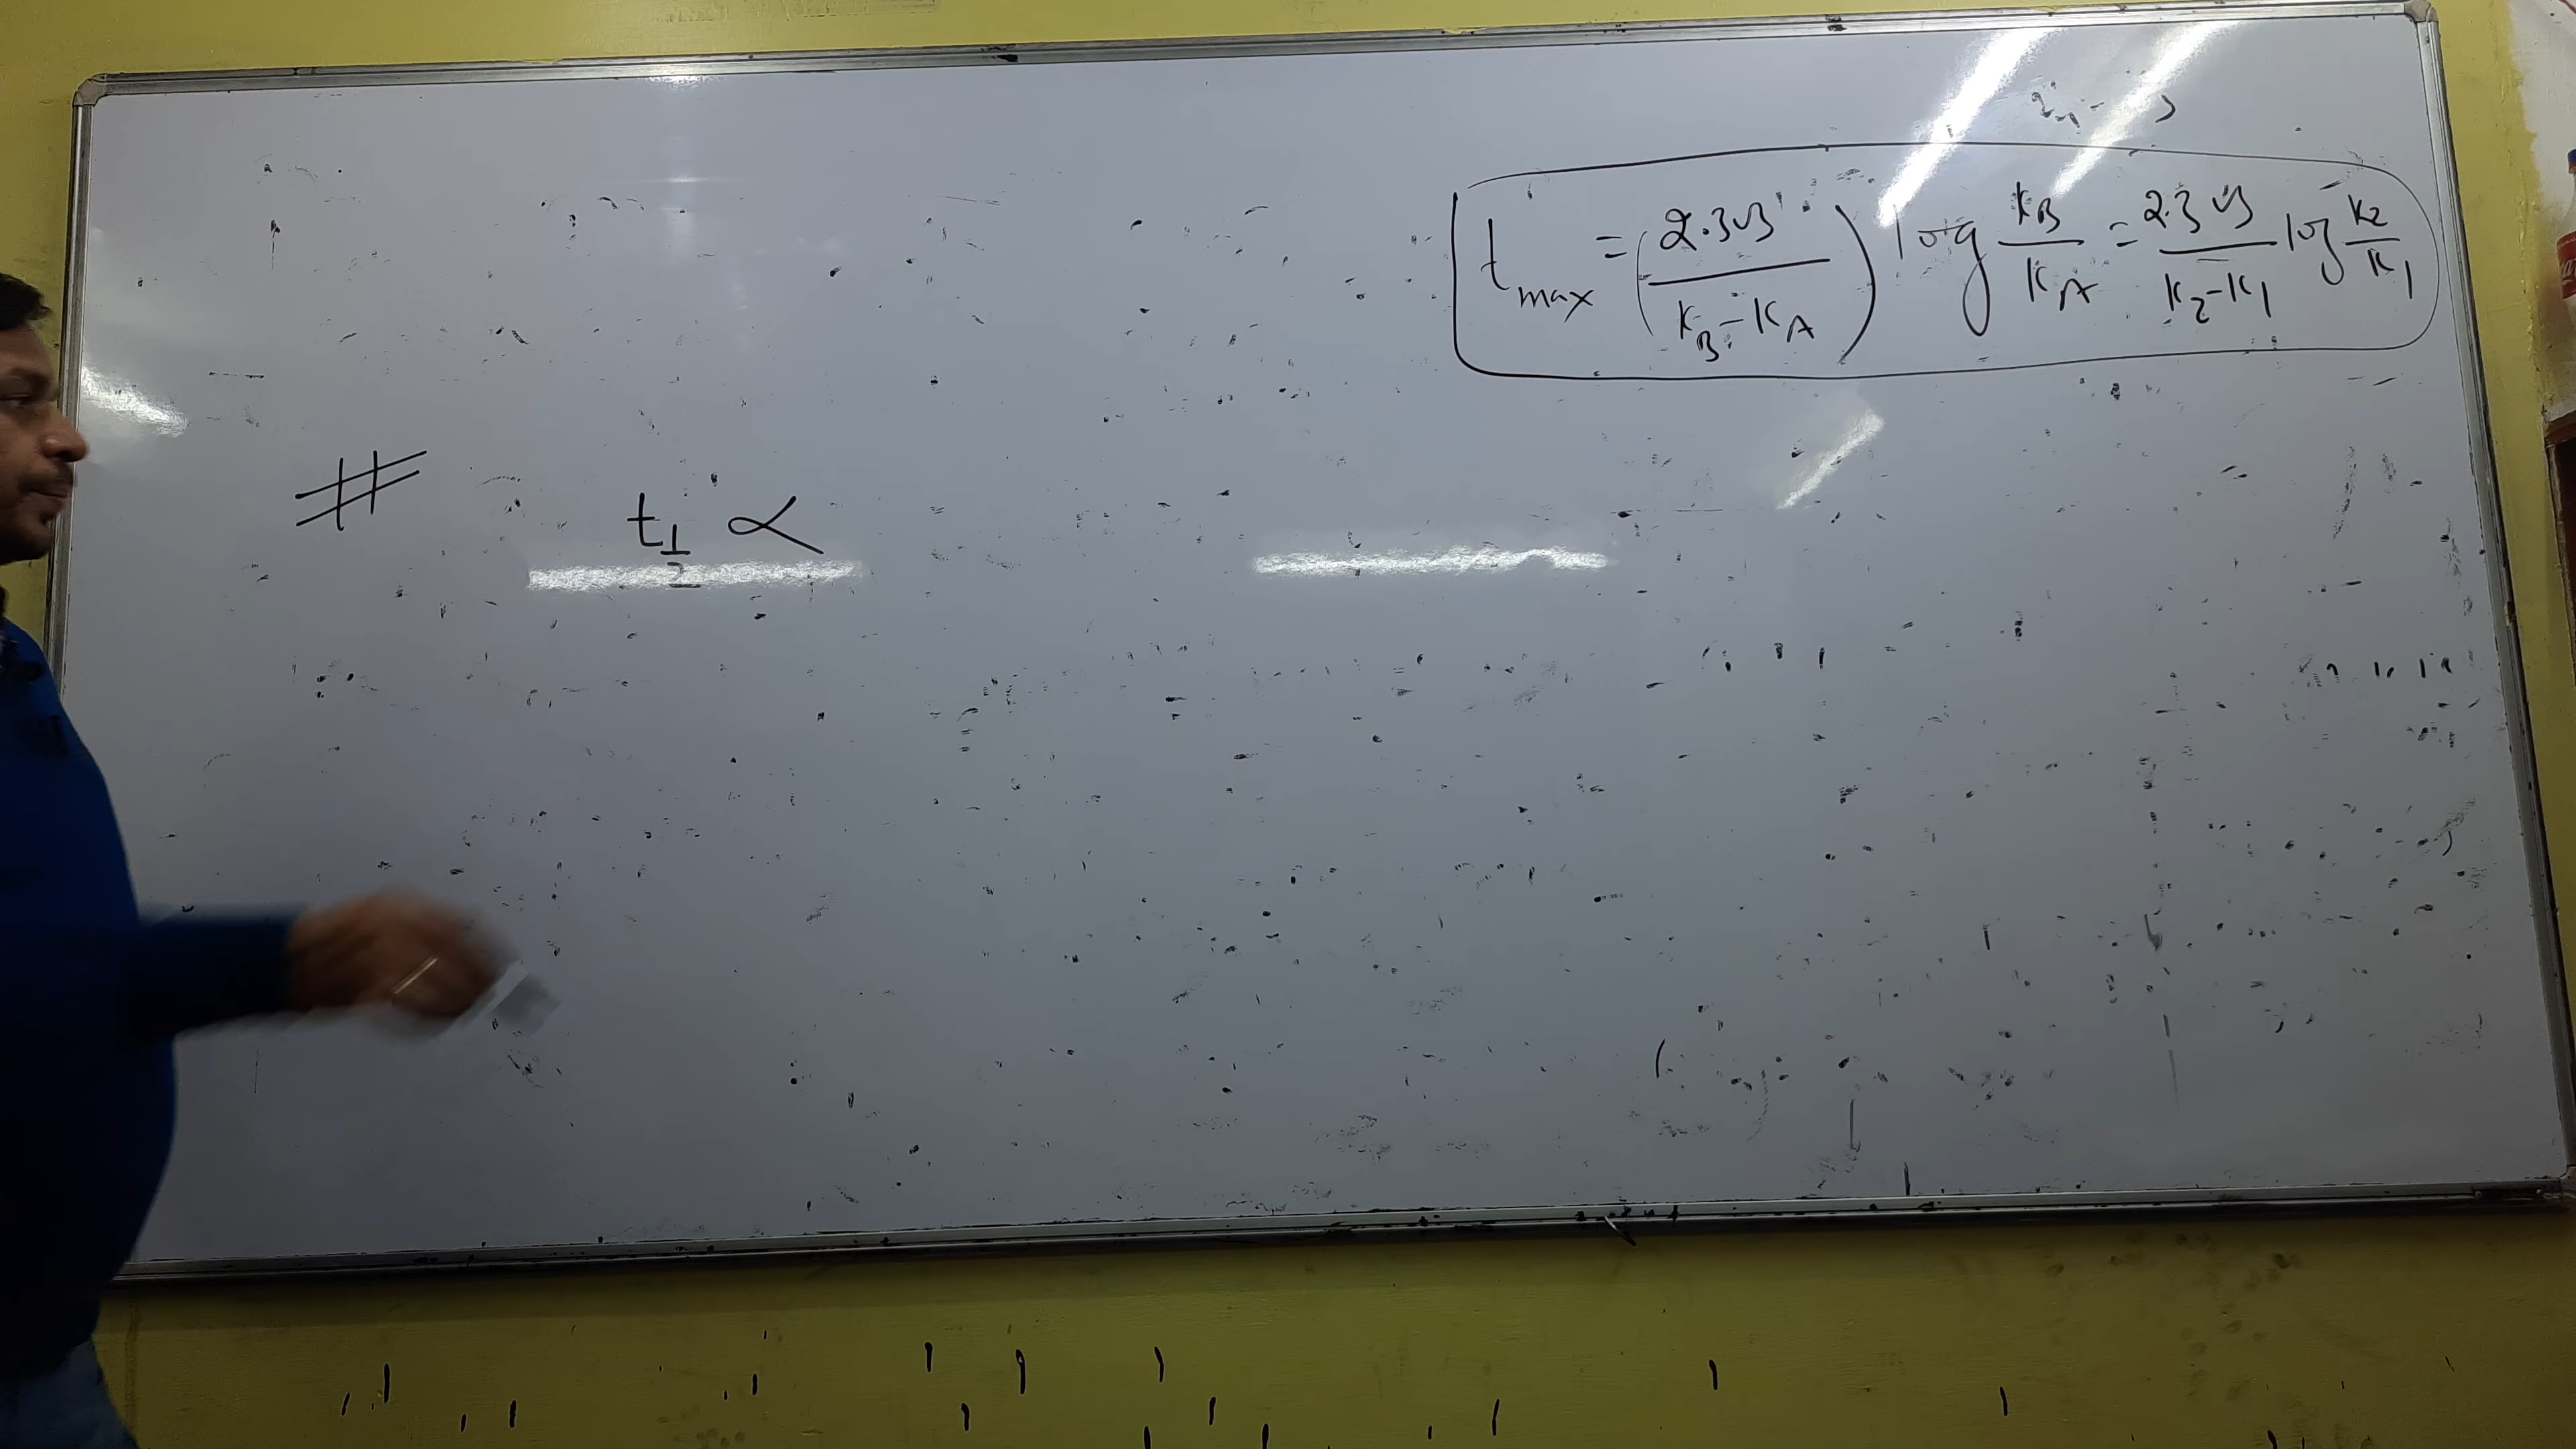 t_max = (2.303 / (K_B - K_A)) log K_B / K_A = 2.303 / (K_2 - K_1) log K_2 / K_1
# t_1/2 ∝